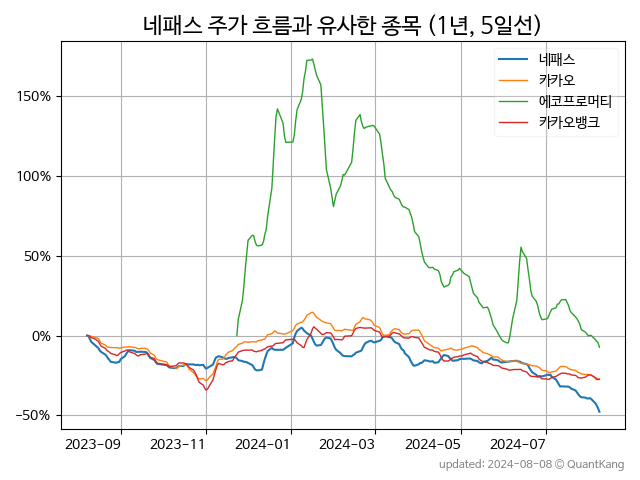 네패스 주가 흐름과 유사한 종목 (1년, 5일선)
네패스
카카오
에코프로머티
카카오뱅크
150%
100%
50%
0%
−50%
2023-09 2023-11 2024-01 2024-03 2024-05 2024-07
updated: 2024-08-08 © QuantKang